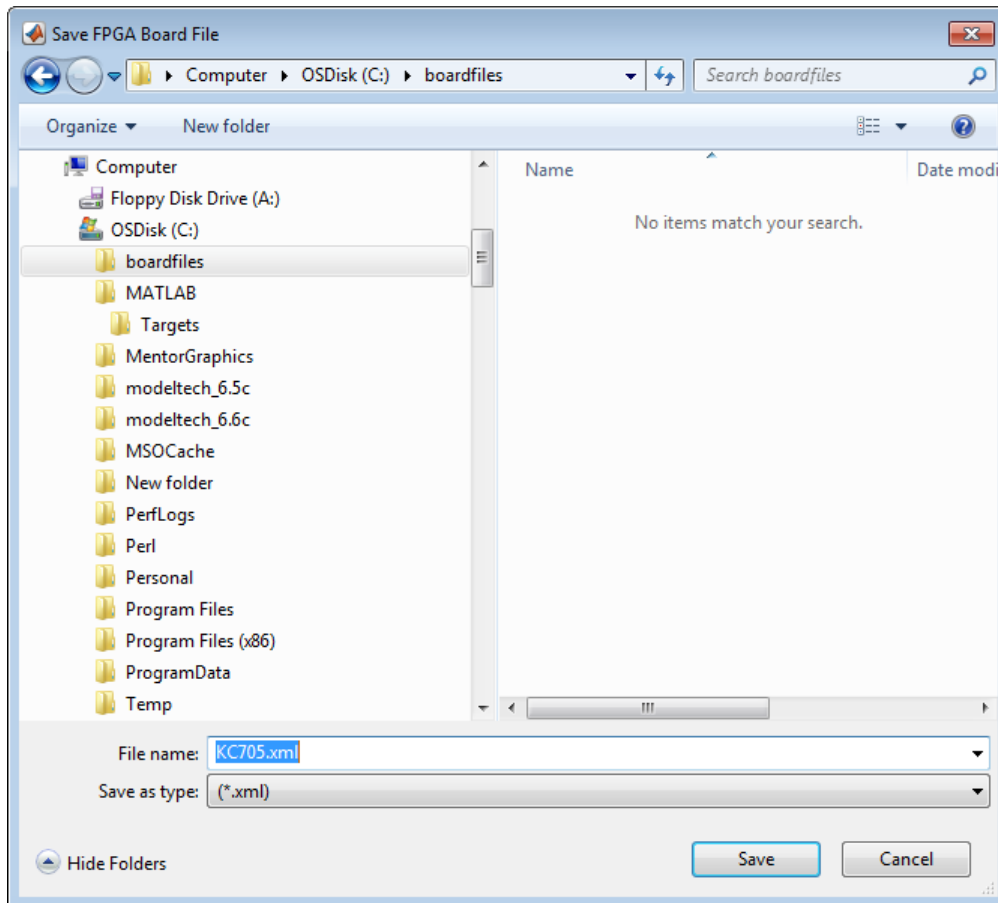 Save FPGA Board File
Computer OSDisk (C:) boardfiles Search boardfiles
Organize New folder
Computer
Floppy Disk Drive (A:)
OSDisk (C:)
boardfiles
MATLAB
Targets
MentorGraphics
modeltech_6.5c
modeltech_6.6c
MSOCache
New folder
PerfLogs
Perl
Personal
Program Files
Program Files (x86)
ProgramData
Temp
Name Date modi
No items match your search.
File name: KC705.xml
Save as type: (*.xml)
Hide Folders Save Cancel